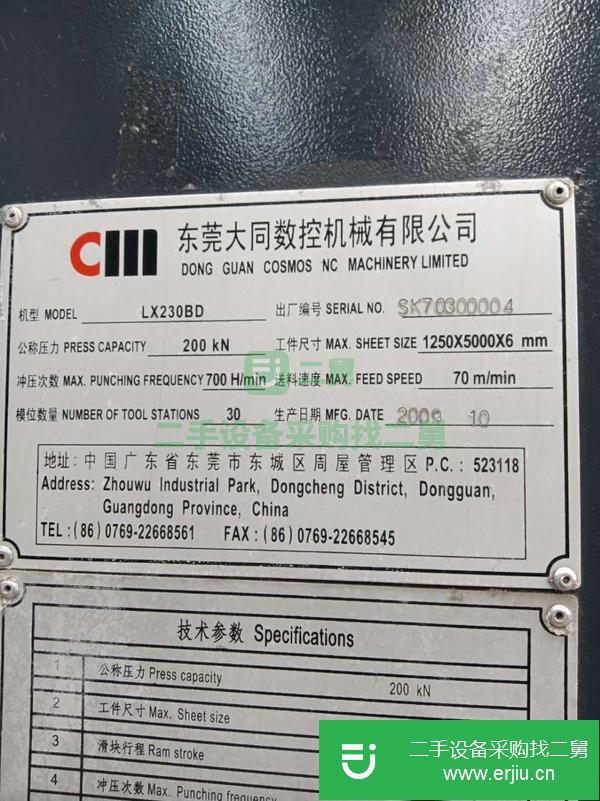 cm 东莞大同数控机械有限公司
DONG GUAN COSMOS NC MACHINERY LIMITED
机型 MODEL LX230BD 出厂编号 SERIAL NO. SK70300004
公称压力 PRESS CAPACITY 200 kN 工件尺寸 MAX. SHEET SIZE 1250X5000X6 mm
冲压次数 MAX. PUNCHING FREQUENCY 700 H/min 送料速度 MAX. FEED SPEED 70 m/min
模位数量 NUMBER OF TOOL STATIONS 30 生产日期 MFG. DATE 10
二舅
二手设备采购找二舅
地址: 中国广东省东莞市东城区周屋管理区 P.C.: 523118
Address: Zhouwu Industrial Park, Dongcheng District, Dongguan,
Guangdong Province, China
TEL:(86) 0769-22668561 FAX:(86) 0769-22668545
技术参数 Specifications
1 公称压力 Press capacity 200 kN
2 工件尺寸 Max. Sheet size
3 滑块行程 Ram stroke
4 冲压次数 Max. Punching frequency
二手设备采购找二舅
www.erjiu.cn